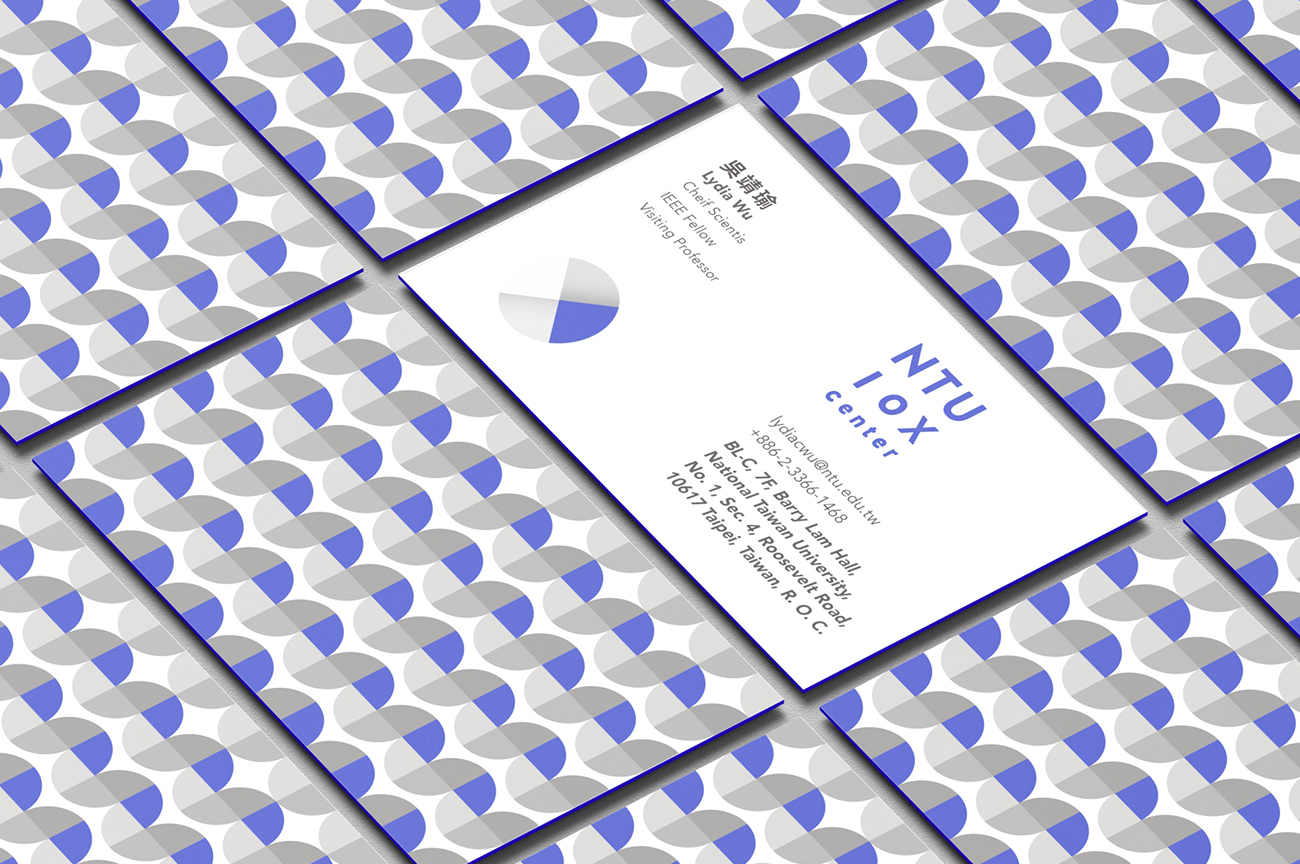 吳靖瑜
Lydia Wu
Cheif Scientis
IEEE Fellow
Visiting Professor
NTU
IoX
center
lydiacwu@ntu.edu.tw
+886-2-3366-1468
BL-C, 7F, Barry Lam Hall,
National Taiwan University,
No. 1, Sec. 4, Roosevelt Road,
10617 Taipei, Taiwan, R. O. C.